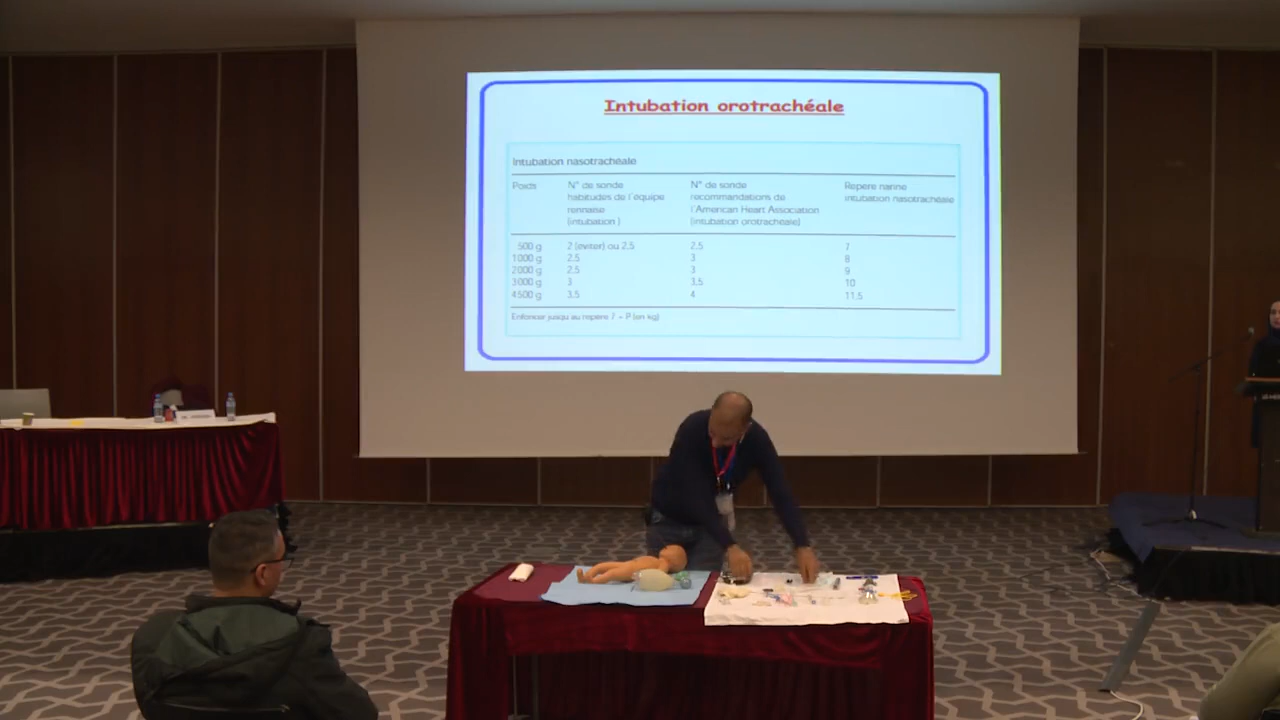 Intubation orotrachéale
Intubation nasotrachéale
Poids N° de sonde habitudes de l'équipe rennaise (intubation ) N° de sonde recommandations de l'American Heart Association (intubation orotrachéale) Repère narine intubation nasotrachéale
500 g 2 (éviter) ou 2,5 2,5 7
1000 g 2,5 3 8
2000 g 2,5 3 9
3000 g 3 3,5 10
4500 g 3,5 4 11,5
Enfoncer jusqu'au repère 7 + P (en kg)